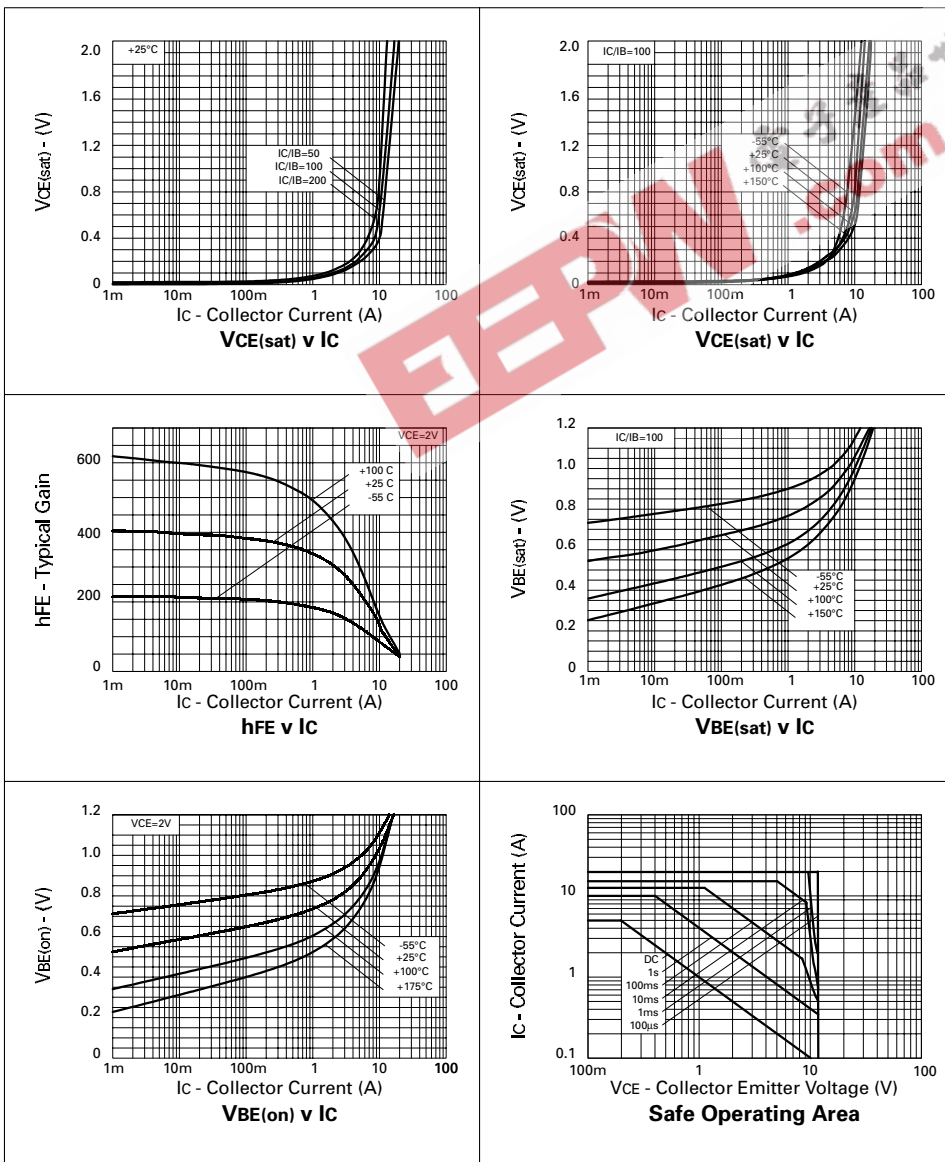 +25°C
2.0
1.6
1.2
0.8
0.4
0
VCE(sat) - (V)
IC/IB=50
IC/IB=100
IC/IB=200
1m 10m 100m 1 10 100
IC - Collector Current (A)
VCE(sat) v IC
IC/IB=100
2.0
1.6
1.2
0.8
0.4
0
VCE(sat) - (V)
-55°C
+25°C
+100°C
+150°C
1m 10m 100m 1 10 100
IC - Collector Current (A)
VCE(sat) v IC
EEPW
.com
VCE=2V
600
400
200
0
hFE - Typical Gain
+100 C
+25 C
-55 C
1m 10m 100m 1 10 100
IC - Collector Current (A)
hFE v IC
IC/IB=100
1.2
1.0
0.8
0.6
0.4
0.2
0
VBE(sat) - (V)
-55°C
+25°C
+100°C
+150°C
1m 10m 100m 1 10 100
IC - Collector Current (A)
VBE(sat) v IC
VCE=2V
1.2
1.0
0.8
0.6
0.4
0.2
0
VBE(on) - (V)
-55°C
+25°C
+100°C
+175°C
1m 10m 100m 1 10 100
IC - Collector Current (A)
VBE(on) v IC
100
10
1
0.1
IC - Collector Current (A)
DC
1s
100ms
10ms
1ms
100µs
100m 1 10 100
VCE - Collector Emitter Voltage (V)
Safe Operating Area